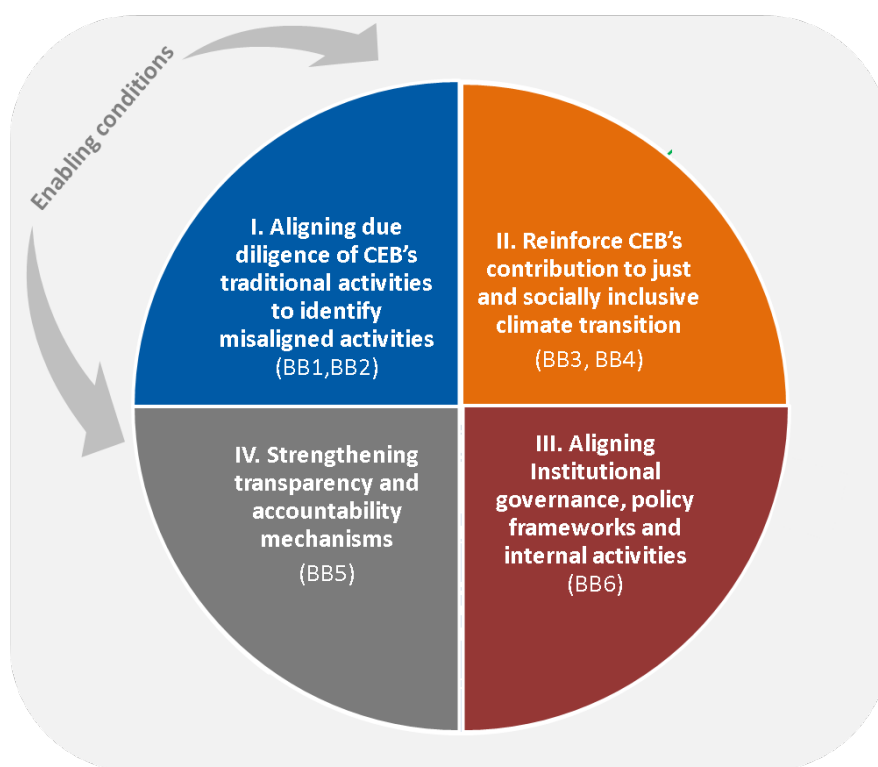 Enabling conditions
I. Aligning due
diligence of CEB's
traditional activities
to identify
misaligned activities
(BB1,BB2)
II. Reinforce CEB's
contribution to just
and socially inclusive
climate transition
(BB3, BB4)
IV. Strengthening
transparency and
accountability
mechanisms
(BB5)
III. Aligning
Institutional
governance, policy
frameworks and
internal activities
(BB6)